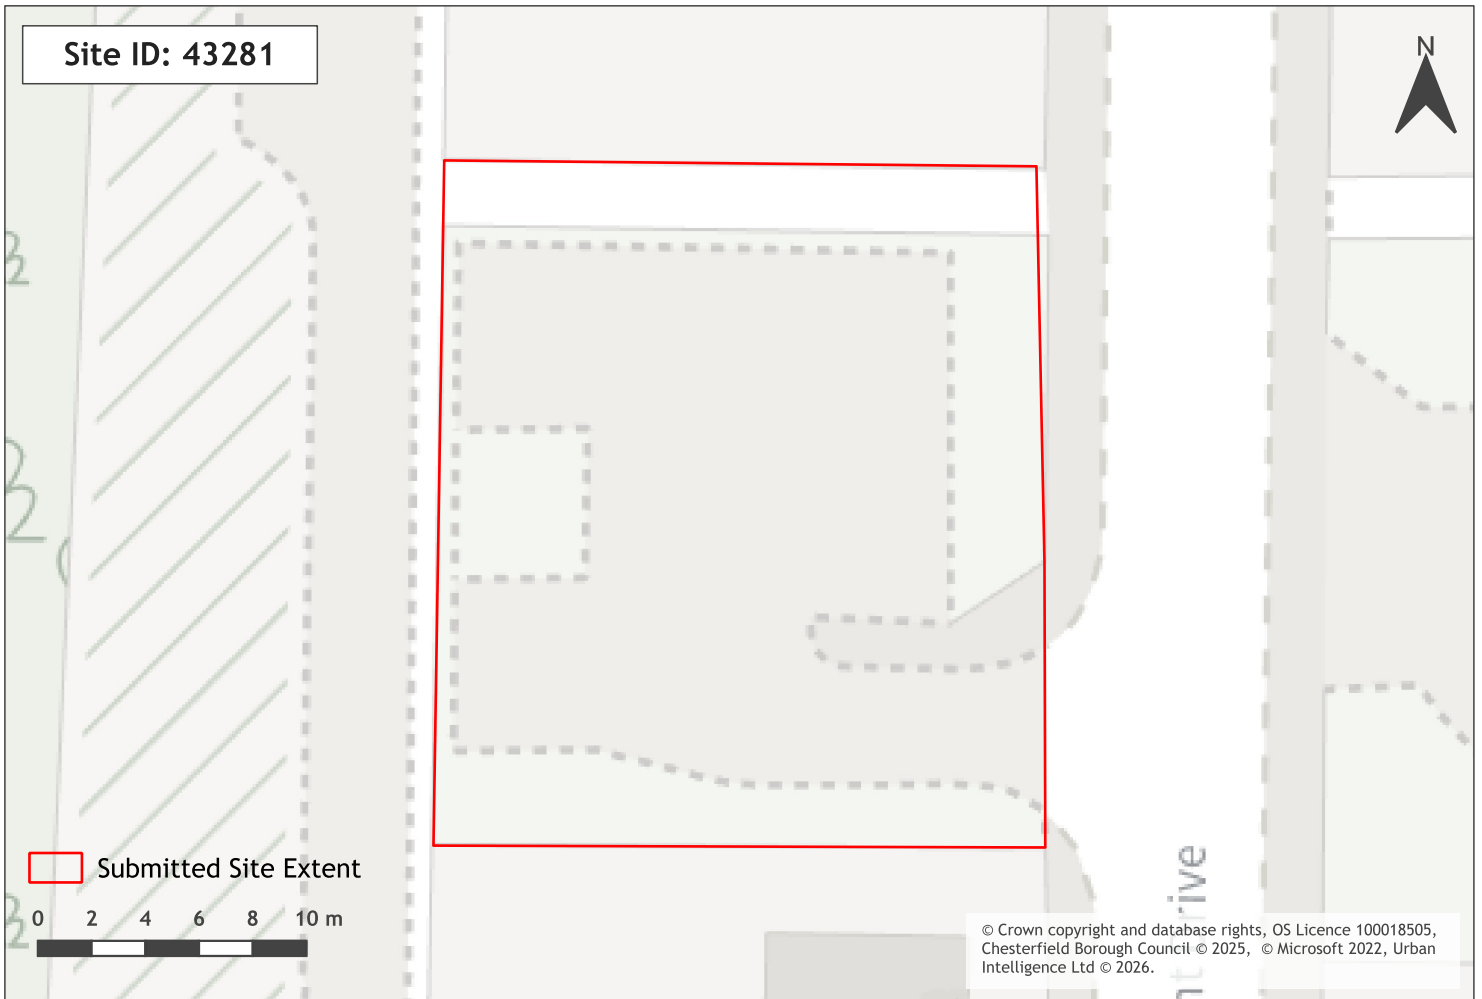 Site ID: 43281
N
Submitted Site Extent
0 2 4 6 8 10 m
© Crown copyright and database rights, OS Licence 100018505,
Chesterfield Borough Council © 2025, © Microsoft 2022, Urban
Intelligence Ltd © 2026.